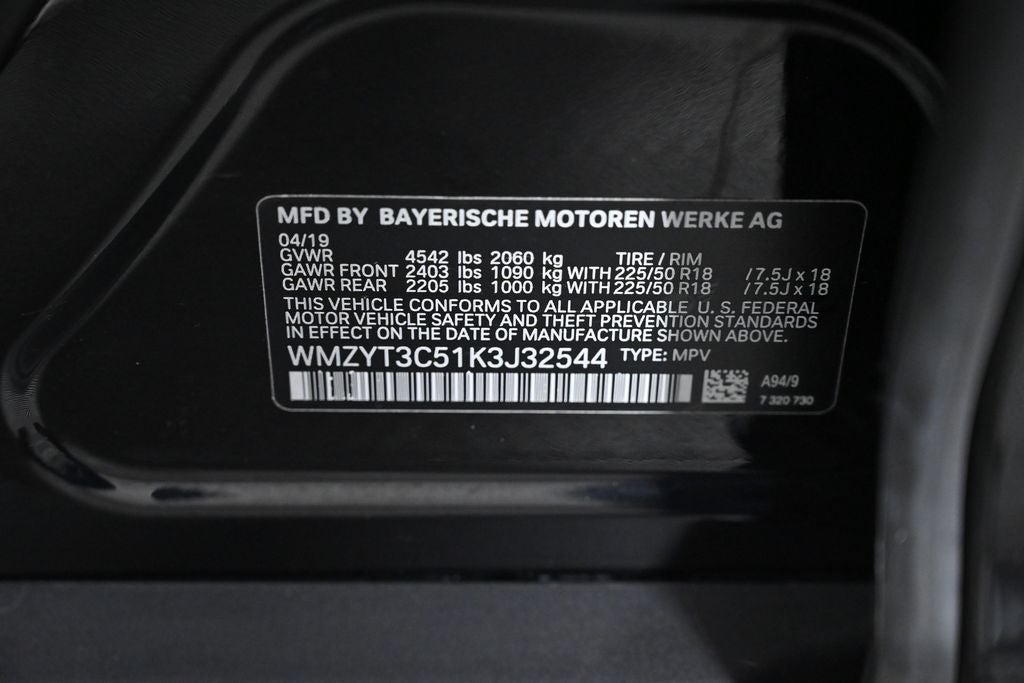 MFD BY BAYERISCHE MOTOREN WERKE AG
04/19
GVWR 4542 lbs 2060 kg TIRE / RIM
GAWR FRONT 2403 lbs 1090 kg WITH 225/50 R18 / 7.5J x 18
GAWR REAR 2205 lbs 1000 kg WITH 225/50 R18 / 7.5J x 18
THIS VEHICLE CONFORMS TO ALL APPLICABLE U. S. FEDERAL
MOTOR VEHICLE SAFETY AND THEFT PREVENTION STANDARDS
IN EFFECT ON THE DATE OF MANUFACTURE SHOWN ABOVE.
WMZYT3C51K3J32544 TYPE: MPV
A94/9
7 320 730